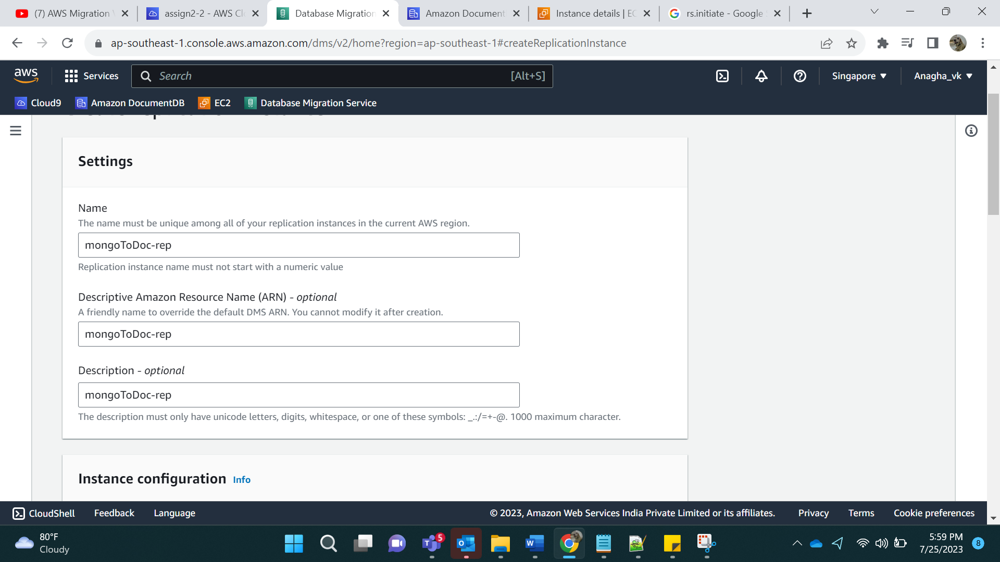 (7) AWS Migration
assign2-2 - AWS Cl
Database Migration
Amazon Document
Instance details | EC
rs.initiate - Google
ap-southeast-1.console.aws.amazon.com/dms/v2/home?region=ap-southeast-1#createReplicationInstance
aws
Services
Search
[Alt+S]
Singapore
Anagha_vk
Cloud9
Amazon DocumentDB
EC2
Database Migration Service
Settings
Name
The name must be unique among all of your replication instances in the current AWS region.
mongoToDoc-rep
Replication instance name must not start with a numeric value
Descriptive Amazon Resource Name (ARN) - optional
A friendly name to override the default DMS ARN. You cannot modify it after creation.
mongoToDoc-rep
Description - optional
mongoToDoc-rep
The description must only have unicode letters, digits, whitespace, or one of these symbols: _.:/=+-@. 1000 maximum character.
Instance configuration Info
CloudShell
Feedback
Language
© 2023, Amazon Web Services India Private Limited or its affiliates.
Privacy
Terms
Cookie preferences
80°F
Cloudy
5
5:59 PM
7/25/2023
8